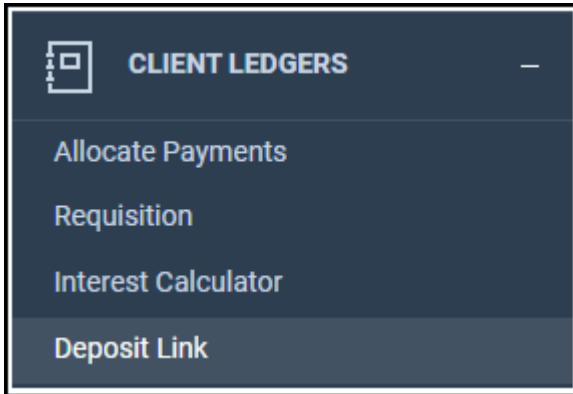 CLIENT LEDGERS –
Allocate Payments
Requisition
Interest Calculator
Deposit Link